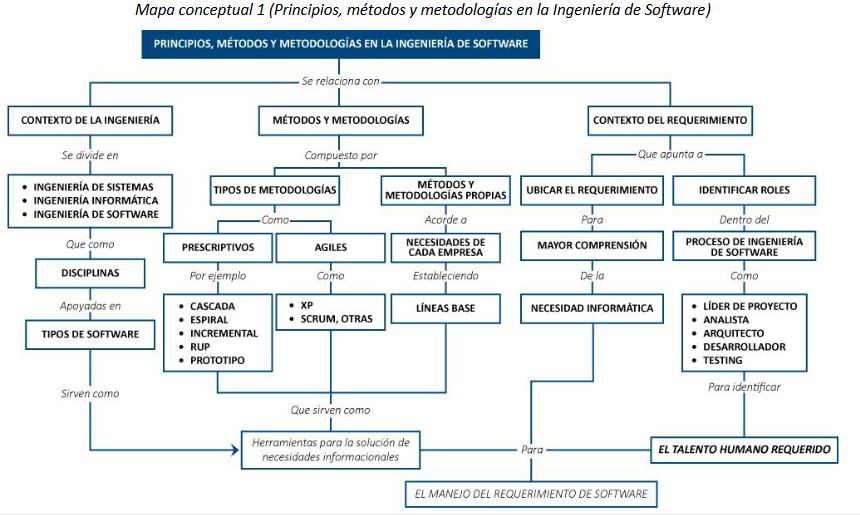 Mapa conceptual 1 (Principios, métodos y metodologías en la Ingeniería de Software)
PRINCIPIOS, MÉTODOS Y METODOLOGÍAS EN LA INGENIERÍA DE SOFTWARE
Se relaciona con
CONTEXTO DE LA INGENIERÍA
MÉTODOS Y METODOLOGÍAS
CONTEXTO DEL REQUERIMIENTO
Se divide en
Compuesto por
Que apunta a
• INGENIERÍA DE SISTEMAS
• INGENIERÍA INFORMÁTICA
• INGENIERÍA DE SOFTWARE
TIPOS DE METODOLOGÍAS
MÉTODOS Y
METODOLOGÍAS PROPIAS
UBICAR EL REQUERIMIENTO
IDENTIFICAR ROLES
Como
Acorde a
Para
Dentro del
Que como
PRESCRIPTIVOS
AGILES
NECESIDADES DE
CADA EMPRESA
MAYOR COMPRENSIÓN
PROCESO DE INGENIERÍA
DE SOFTWARE
DISCIPLINAS
Por ejemplo
Como
Estableciendo
De la
Como
Apoyadas en
• CASCADA
• ESPIRAL
• INCREMENTAL
• RUP
• PROTOTIPO
• XP
• SCRUM, OTRAS
LÍNEAS BASE
NECESIDAD INFORMÁTICA
• LÍDER DE PROYECTO
• ANALISTA
• ARQUITECTO
• DESARROLLADOR
• TESTING
TIPOS DE SOFTWARE
Sirven como
Que sirven como
Para identificar
Herramientas para la solución de
necesidades informacionales
Para
EL TALENTO HUMANO REQUERIDO
EL MANEJO DEL REQUERIMIENTO DE SOFTWARE